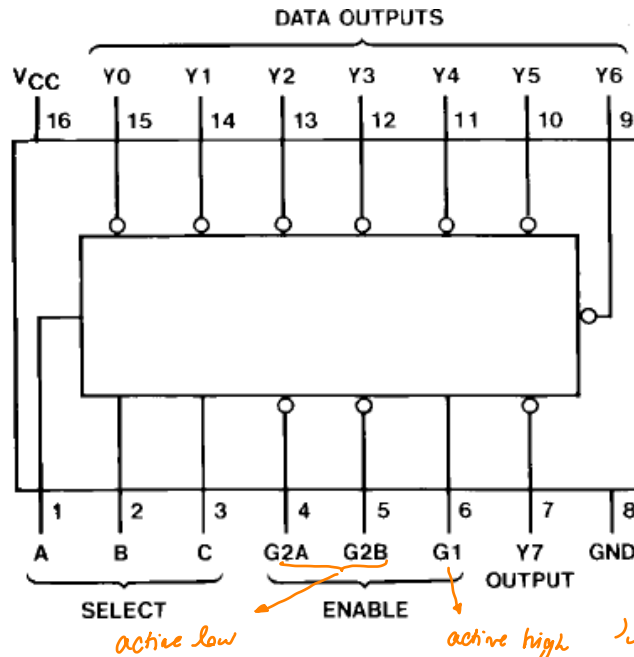 DATA OUTPUTS
VCC Y0 Y1 Y2 Y3 Y4 Y5 Y6
16 15 14 13 12 11 10 9
1 2 3 4 5 6 7 8
A B C G2A G2B G1 Y7 GND
OUTPUT
SELECT ENABLE
active low active high